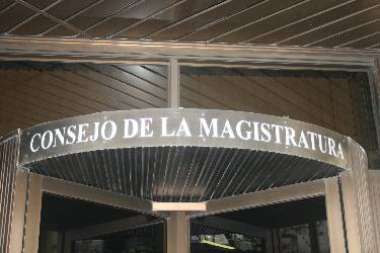 CONSEJO DE LA MAGISTRATURA